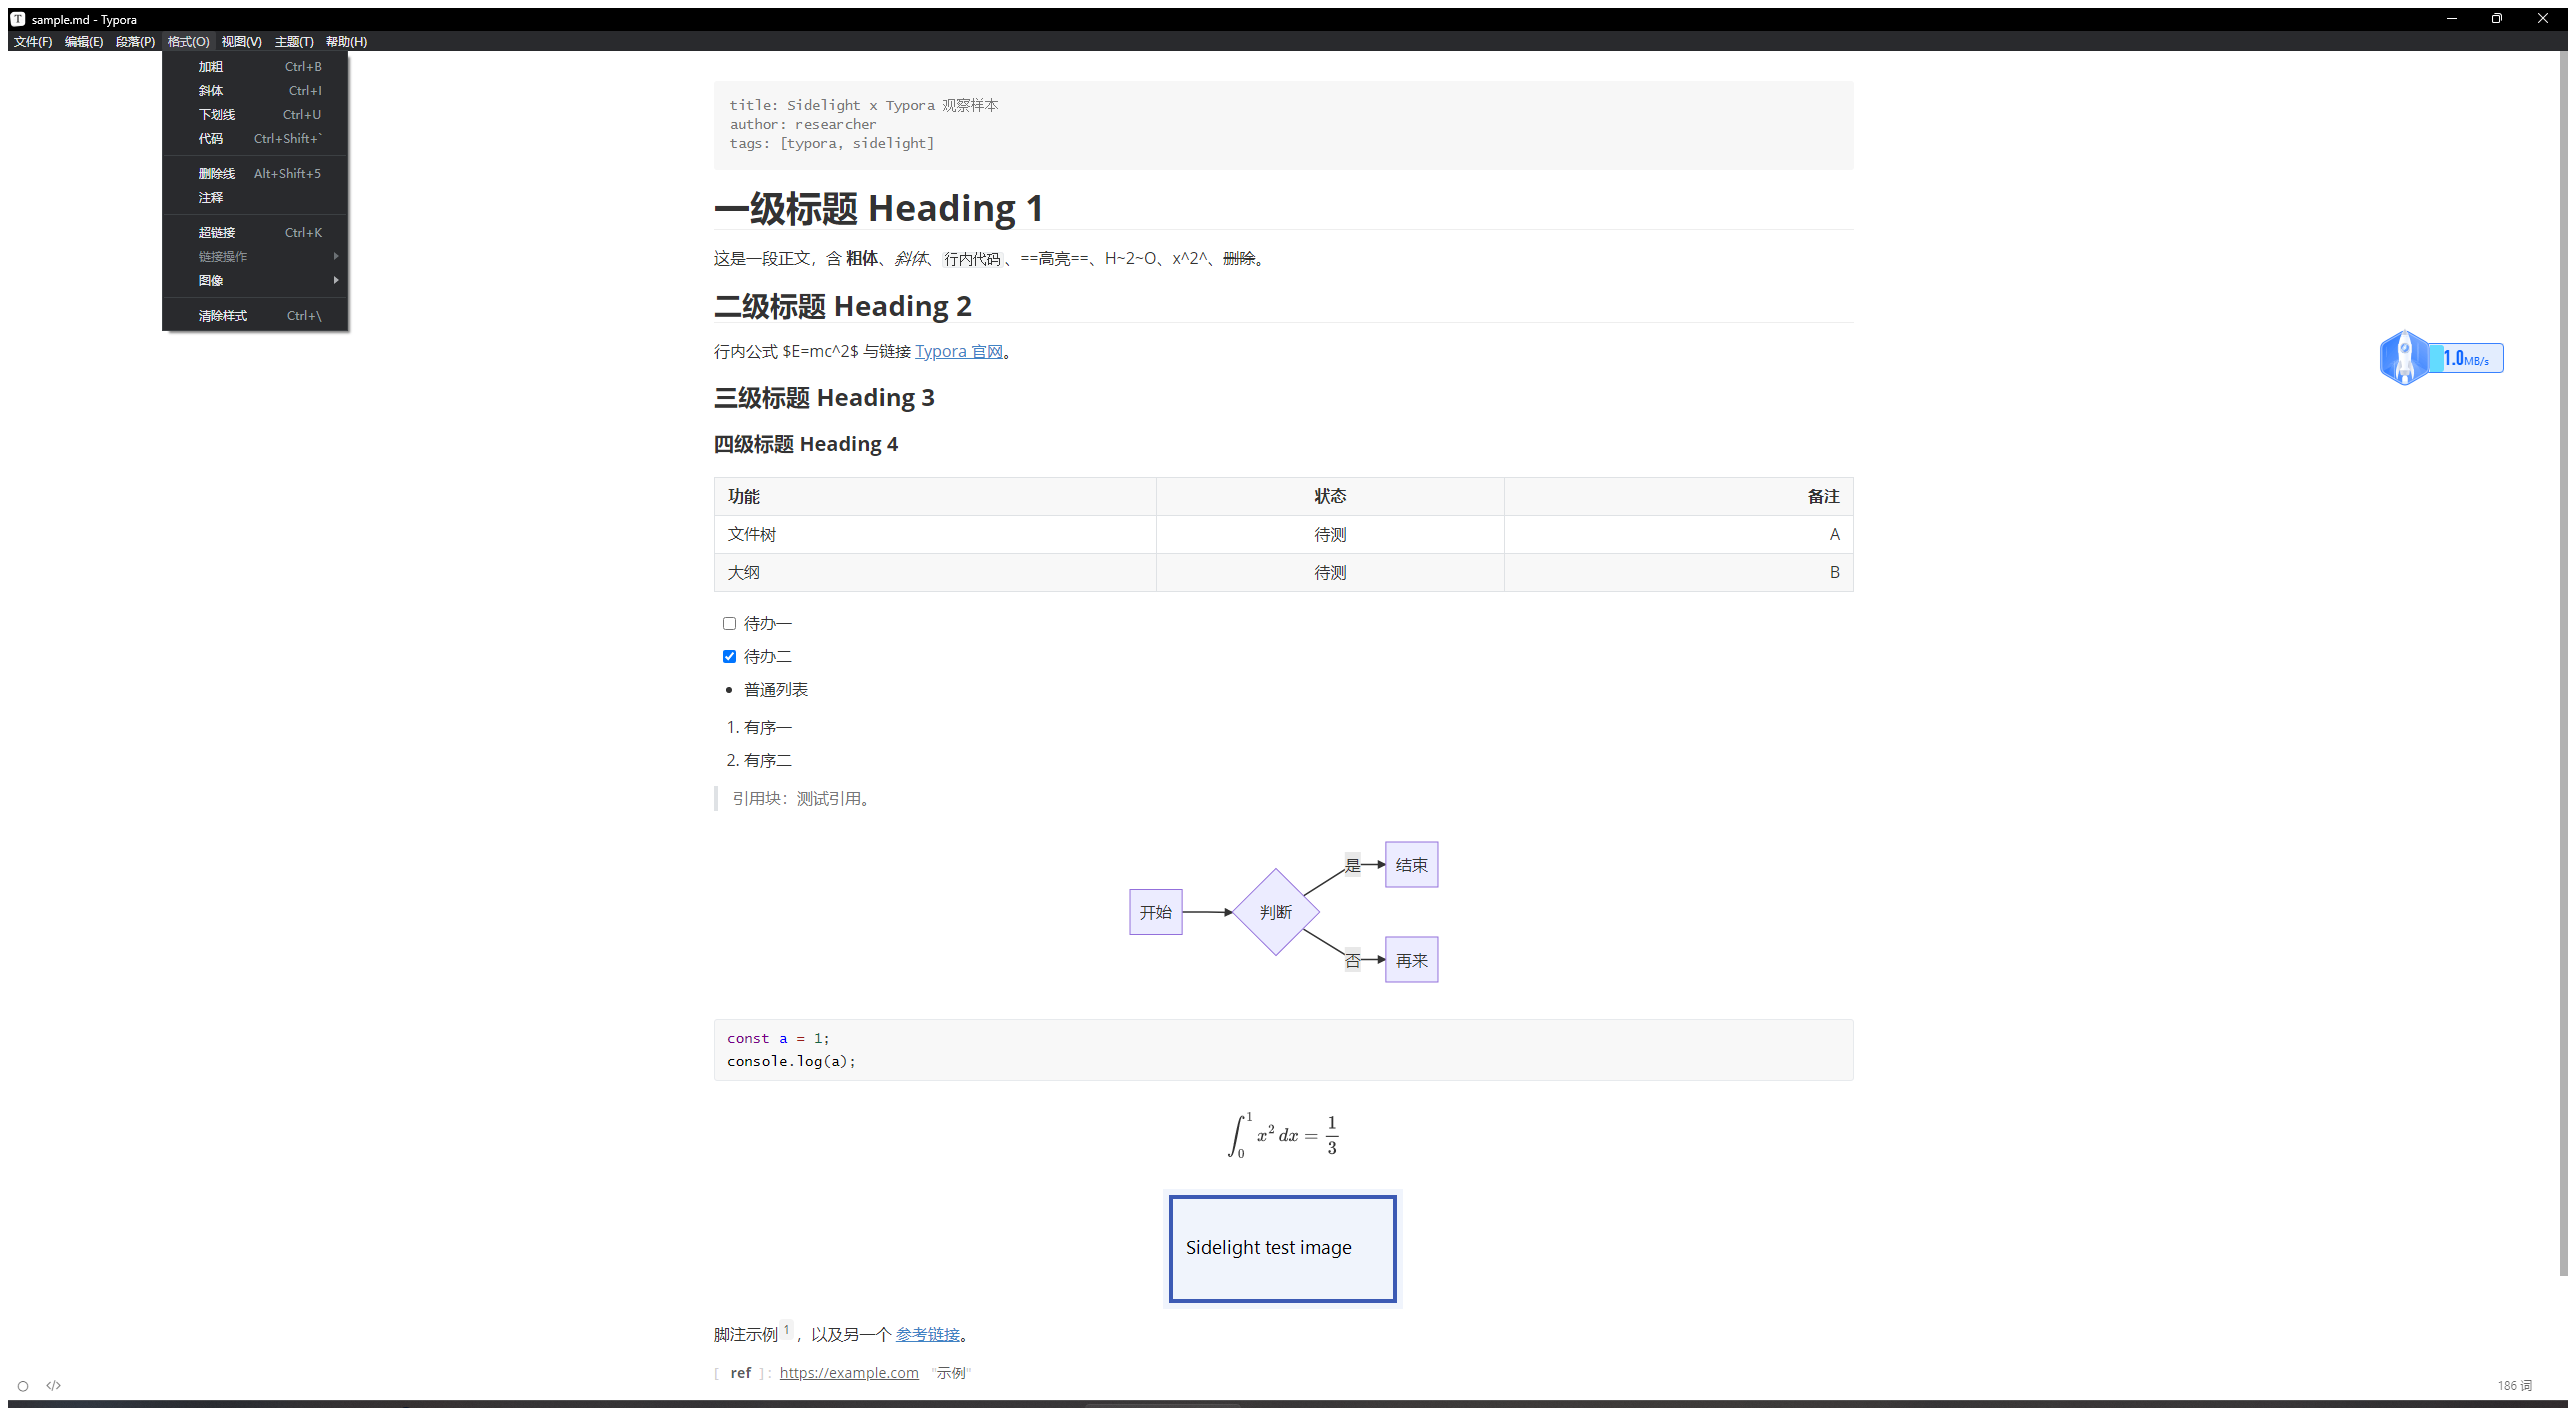 sample.md - Typora
文件(F) 编辑(E) 段落(P) 格式(O) 视图(V) 主题(T) 帮助(H)
加粗 Ctrl+B
斜体 Ctrl+I
下划线 Ctrl+U
代码 Ctrl+Shift+`
删除线 Alt+Shift+5
注释
超链接 Ctrl+K
链接操作
图像
清除样式 Ctrl+\
title: Sidelight x Typora 观察样本
author: researcher
tags: [typora, sidelight]
一级标题 Heading 1
这是一段正文，含 粗体、斜体、行内代码、==高亮==、H~2~O、x^2^、删除。
二级标题 Heading 2
行内公式 $E=mc^2$ 与链接 Typora 官网。
1.0MB/s
三级标题 Heading 3
四级标题 Heading 4
功能 状态 备注
文件树 待测 A
大纲 待测 B
待办一
待办二
• 普通列表
1. 有序一
2. 有序二
引用块：测试引用。
开始 判断 是 结束
否 再来
const a = 1;
console.log(a);
∫₀¹ x² dx = 1/3
Sidelight test image
脚注示例 1 ，以及另一个 参考链接。
[ ref ]: https://example.com "示例"
</> 186 词